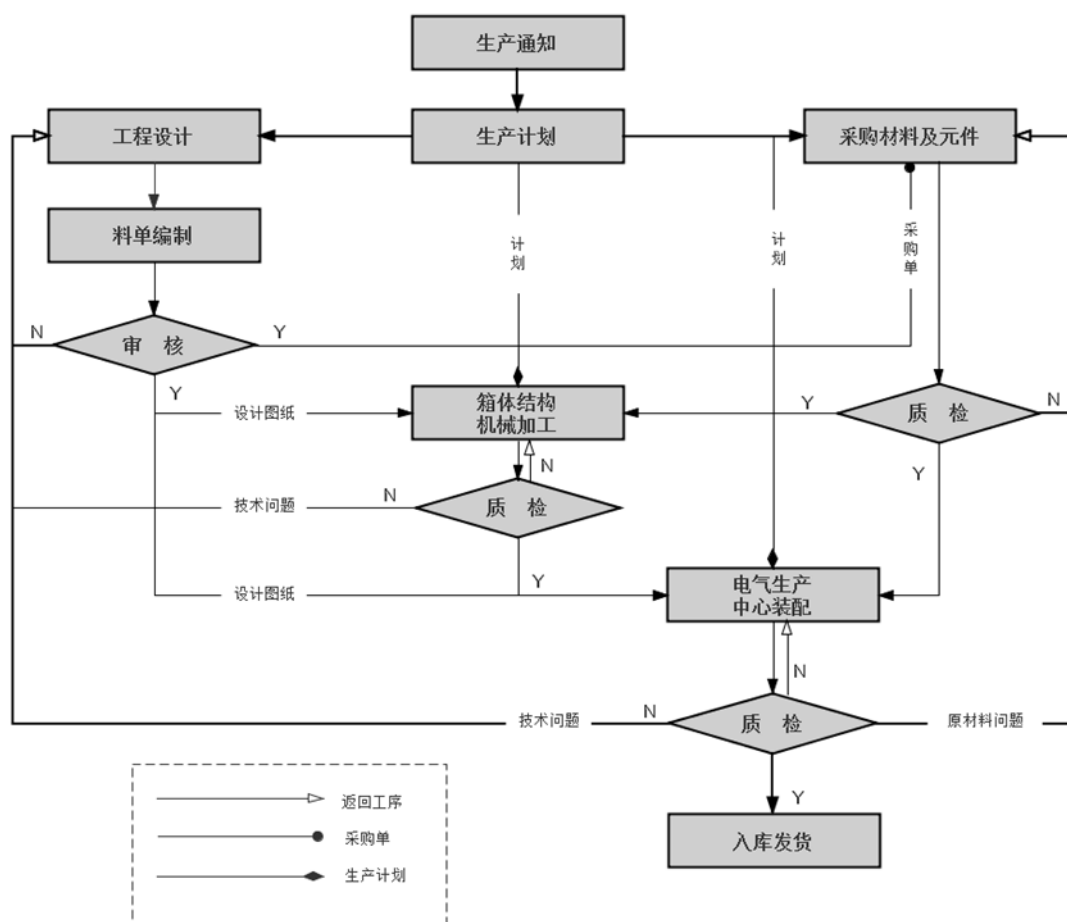 生产通知
工程设计
生产计划
采购材料及元件
料单编制
计划
计划
采购单
N
审 核
Y
Y
设计图纸
箱体结构
机械加工
Y
质 检
N
N
技术问题
N
质 检
Y
设计图纸
Y
电气生产
中心装配
N
技术问题
N
质 检
原材料问题
Y
入库发货
返回工序
采购单
生产计划